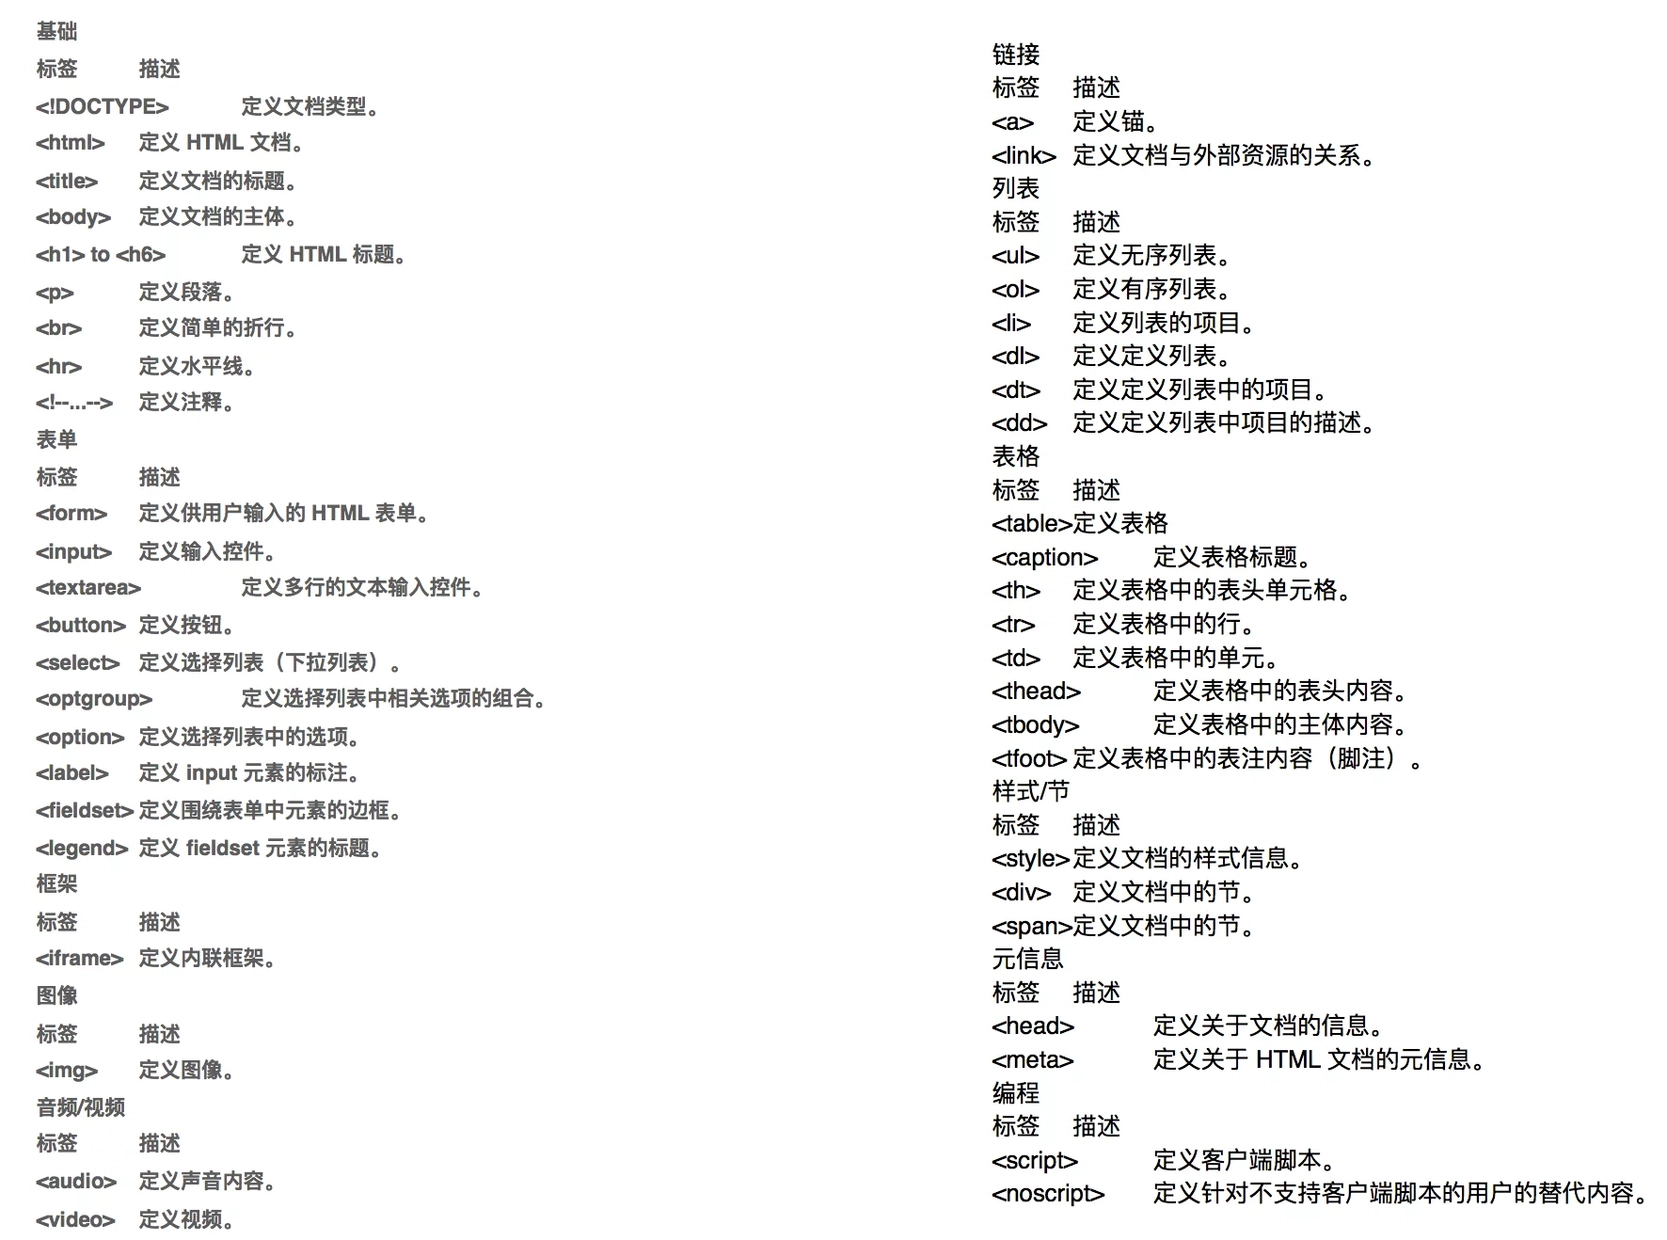 基础
标签 描述
<!DOCTYPE> 定义文档类型。
<html> 定义 HTML 文档。
<title> 定义文档的标题。
<body> 定义文档的主体。
<h1> to <h6> 定义 HTML 标题。
<p> 定义段落。
<br> 定义简单的折行。
<hr> 定义水平线。
<!--...--> 定义注释。
表单
标签 描述
<form> 定义供用户输入的 HTML 表单。
<input> 定义输入控件。
<textarea> 定义多行的文本输入控件。
<button> 定义按钮。
<select> 定义选择列表（下拉列表）。
<optgroup> 定义选择列表中相关选项的组合。
<option> 定义选择列表中的选项。
<label> 定义 input 元素的标注。
<fieldset> 定义围绕表单中元素的边框。
<legend> 定义 fieldset 元素的标题。
框架
标签 描述
<iframe> 定义内联框架。
图像
标签 描述
<img> 定义图像。
音频/视频
标签 描述
<audio> 定义声音内容。
<video> 定义视频。
链接
标签 描述
<a> 定义锚。
<link> 定义文档与外部资源的关系。
列表
标签 描述
<ul> 定义无序列表。
<ol> 定义有序列表。
<li> 定义列表的项目。
<dl> 定义定义列表。
<dt> 定义定义列表中的项目。
<dd> 定义定义列表中项目的描述。
表格
标签 描述
<table>定义表格
<caption> 定义表格标题。
<th> 定义表格中的表头单元格。
<tr> 定义表格中的行。
<td> 定义表格中的单元。
<thead> 定义表格中的表头内容。
<tbody> 定义表格中的主体内容。
<tfoot> 定义表格中的表注内容（脚注）。
样式/节
标签 描述
<style>定义文档的样式信息。
<div> 定义文档中的节。
<span>定义文档中的节。
元信息
标签 描述
<head> 定义关于文档的信息。
<meta> 定义关于 HTML 文档的元信息。
编程
标签 描述
<script> 定义客户端脚本。
<noscript> 定义针对不支持客户端脚本的用户的替代内容。